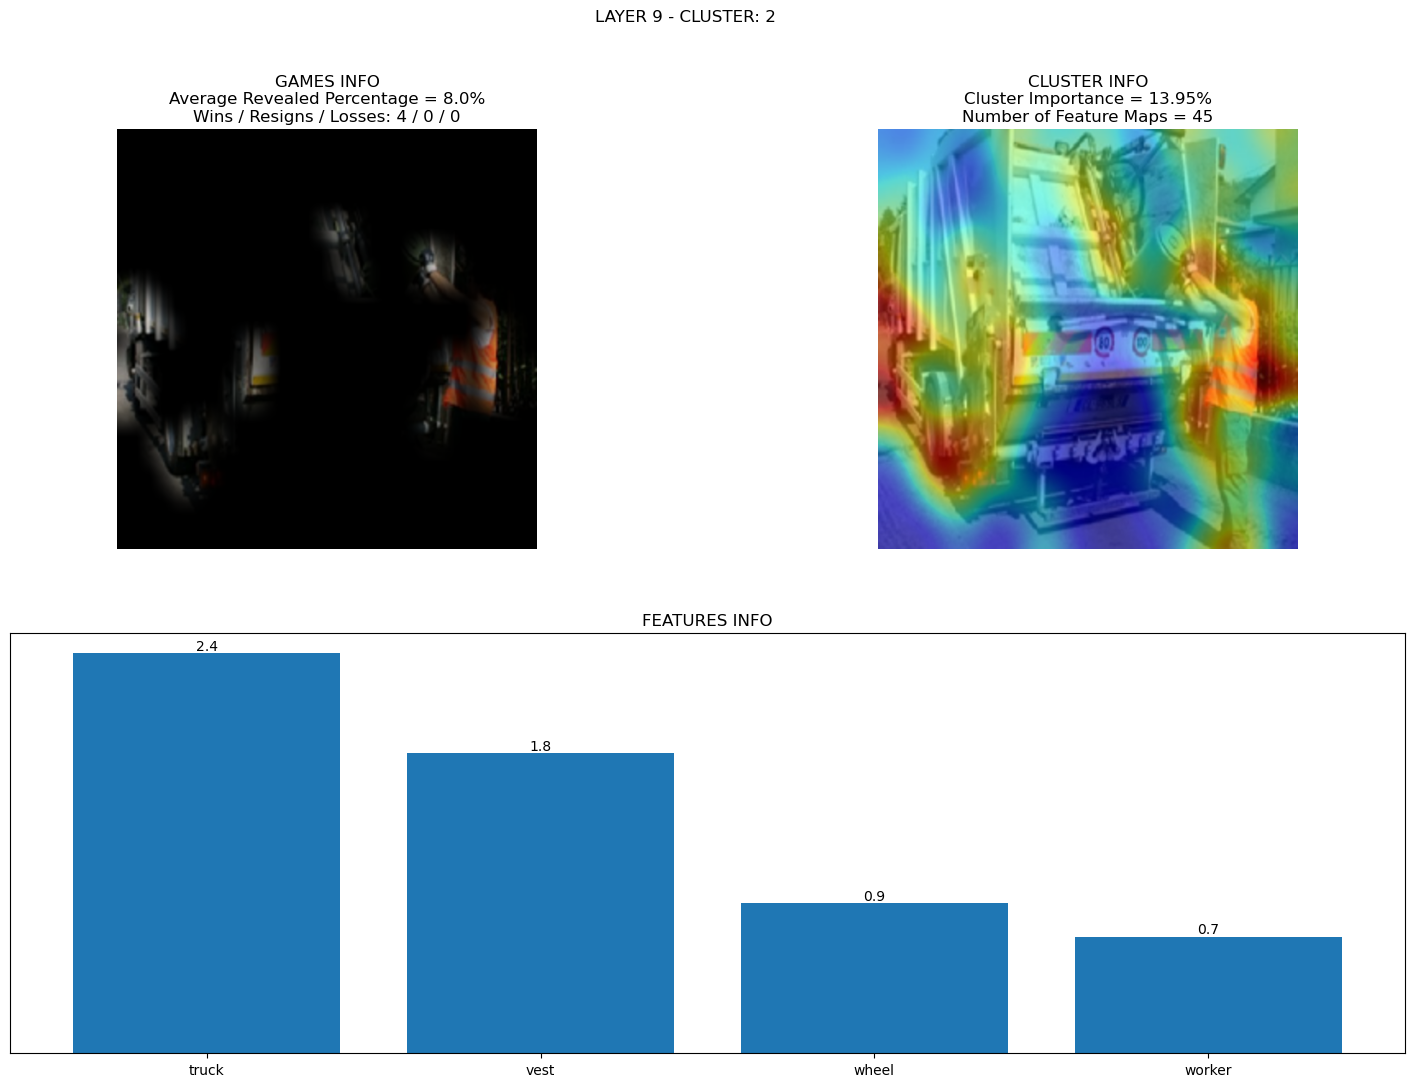 LAYER 9 - CLUSTER: 2
GAMES INFO
Average Revealed Percentage = 8.0%
Wins / Resigns / Losses: 4 / 0 / 0
CLUSTER INFO
Cluster Importance = 13.95%
Number of Feature Maps = 45
80
100
FEATURES INFO
2.4
1.8
0.9
0.7
truck
vest
wheel
worker